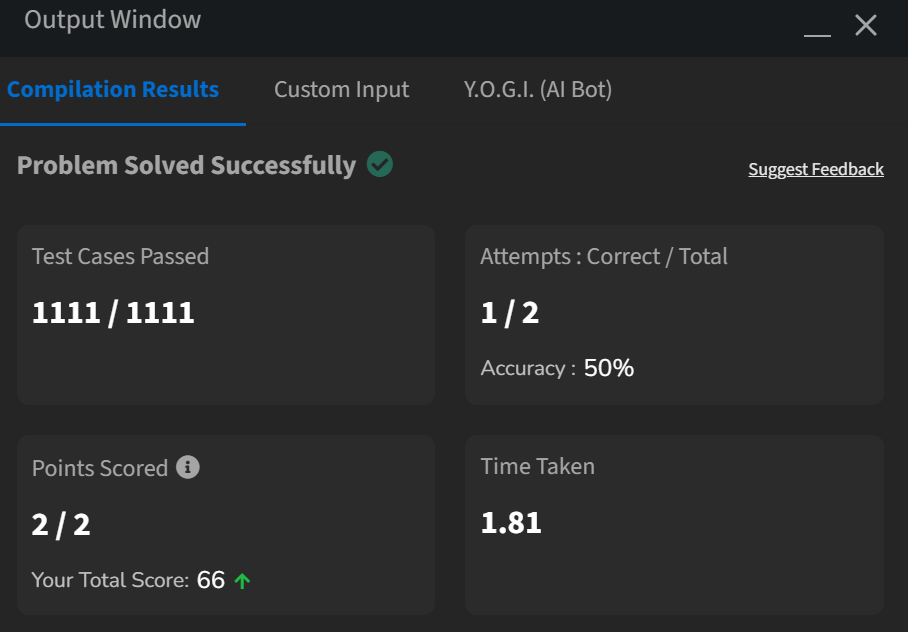 Output Window
Compilation Results Custom Input Y.O.G.I. (AI Bot)
Problem Solved Successfully
Suggest Feedback
Test Cases Passed
1111 / 1111
Attempts : Correct / Total
1 / 2
Accuracy : 50%
Points Scored
2 / 2
Your Total Score: 66
Time Taken
1.81